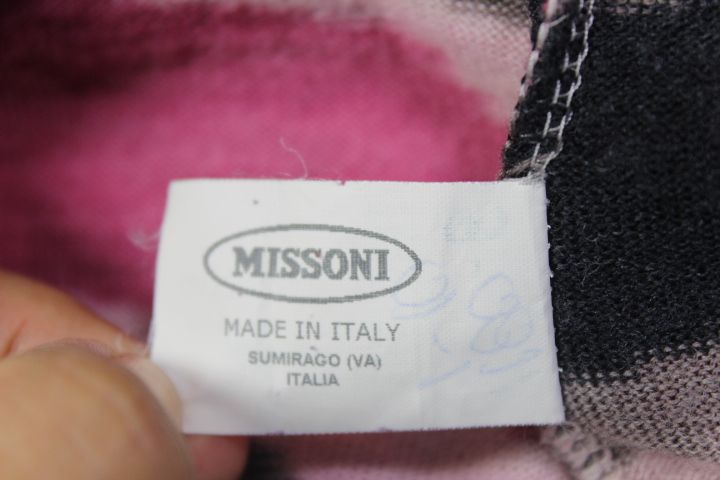 MISSONI
MADE IN ITALY
SUMIRAGO (VA)
ITALIA